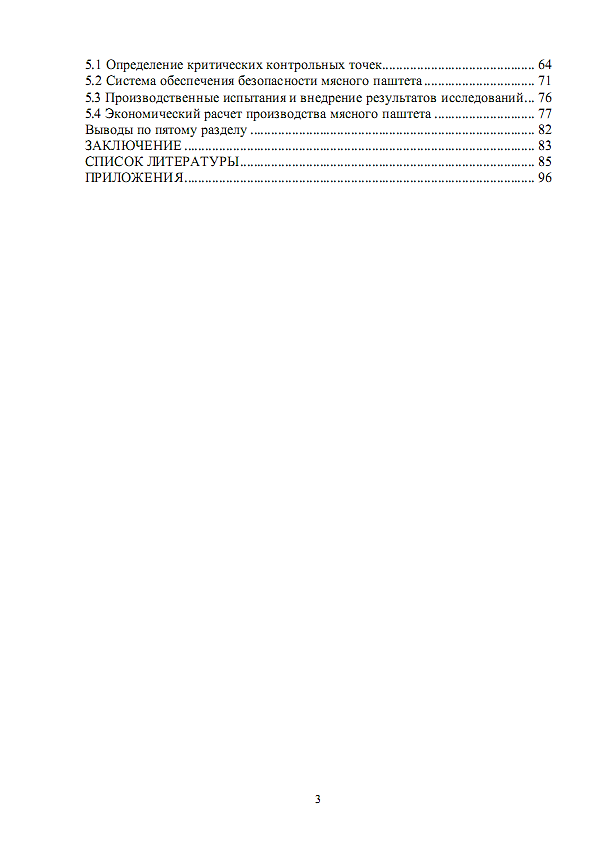 5.1 Определение критических контрольных точек............................................ 64
5.2 Система обеспечения безопасности мясного паштета ................................ 71
5.3 Производственные испытания и внедрение результатов исследований... 76
5.4 Экономический расчет производства мясного паштета ............................. 77
Выводы по пятому разделу .................................................................................. 82
ЗАКЛЮЧЕНИЕ ..................................................................................................... 83
СПИСОК ЛИТЕРАТУРЫ..................................................................................... 85
ПРИЛОЖЕНИЯ..................................................................................................... 96
3